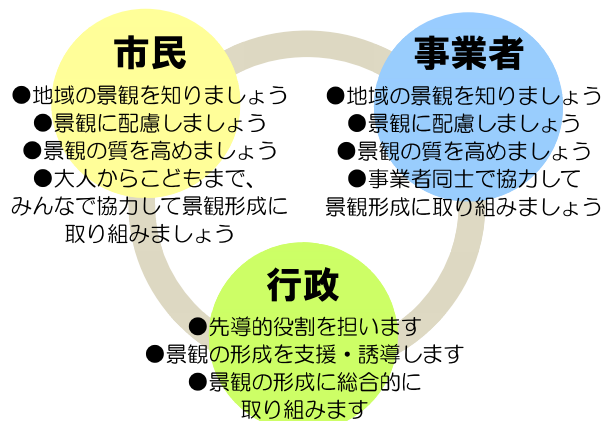 市民
●地域の景観を知りましょう
●景観に配慮しましょう
●景観の質を高めましょう
●大人からこどもまで、
みんなで協力して景観形成に
取り組みましょう
事業者
●地域の景観を知りましょう
●景観に配慮しましょう
●景観の質を高めましょう
●事業者同士で協力して
景観形成に取り組みましょう
行政
●先導的役割を担います
●景観の形成を支援・誘導します
●景観の形成に総合的に
取り組みます